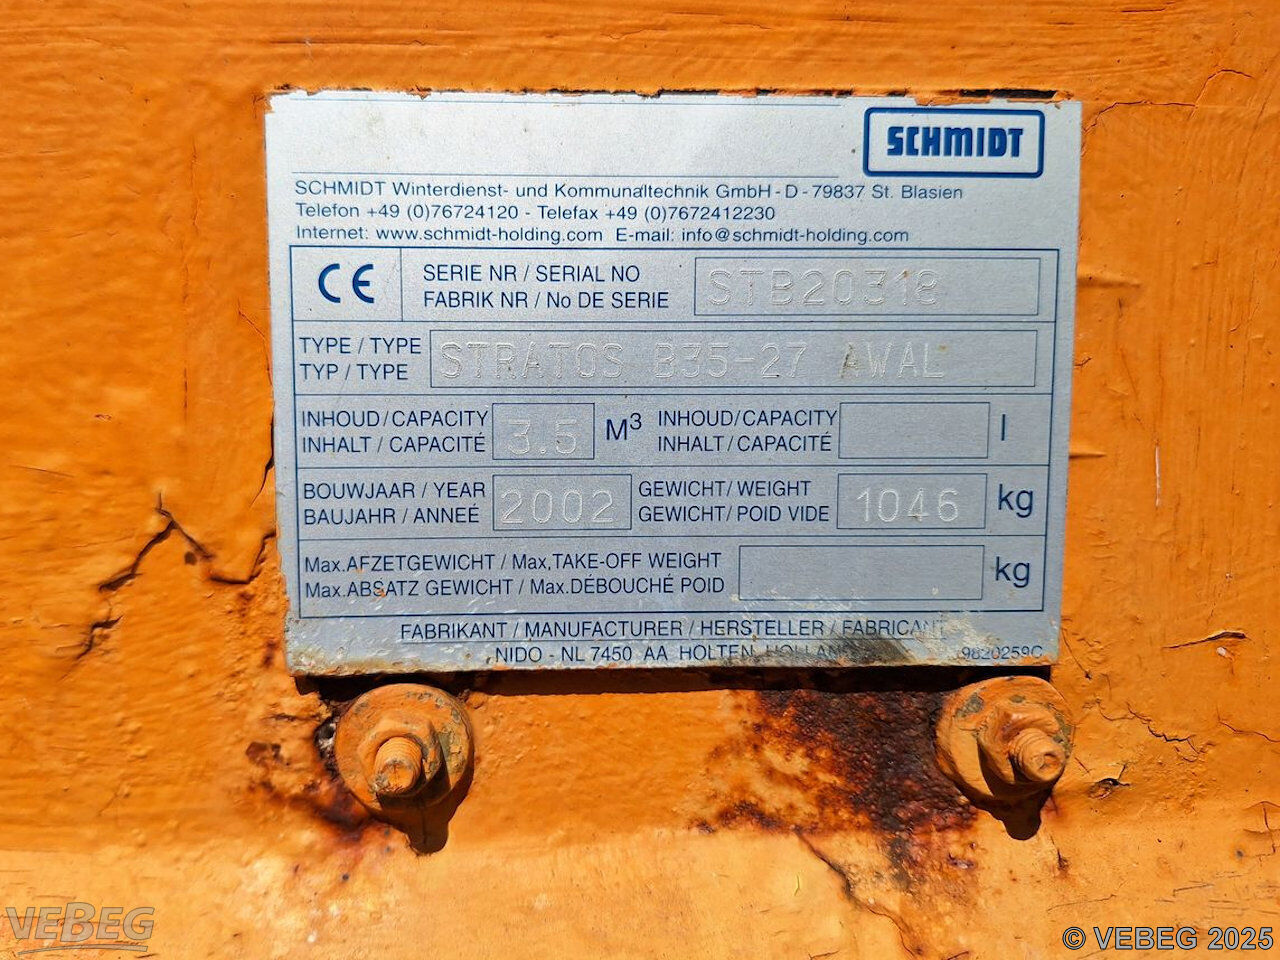 SCHMIDT
SCHMIDT Winterdienst- und Kommunaltechnik GmbH - D - 79837 St. Blasien
Telefon +49 (0)76724120 - Telefax +49 (0)7672412230
Internet: www.schmidt-holding.com E-mail: info@schmidt-holding.com
CE SERIE NR / SERIAL NO
FABRIK NR / No DE SERIE
STB20318
TYPE / TYPE
TYP / TYPE
STRATOS B35-27 AWAL
INHOUD/CAPACITY
INHALT/CAPACITÉ
3.5 M³
INHOUD/CAPACITY
INHALT/CAPACITÉ
l
BOUWJAAR / YEAR
BAUJAHR / ANNEÉ
2002
GEWICHT/WEIGHT
GEWICHT/POID VIDE
1046 kg
Max.AFZETGEWICHT / Max,TAKE-OFF WEIGHT
Max.ABSATZ GEWICHT / Max.DÉBOUCHÉ POID
kg
FABRIKANT / MANUFACTURER / HERSTELLER / FABRICANT
NIDO - NL 7450 AA HOLTEN HOLLAND
9820259C
VEBEG
© VEBEG 2025